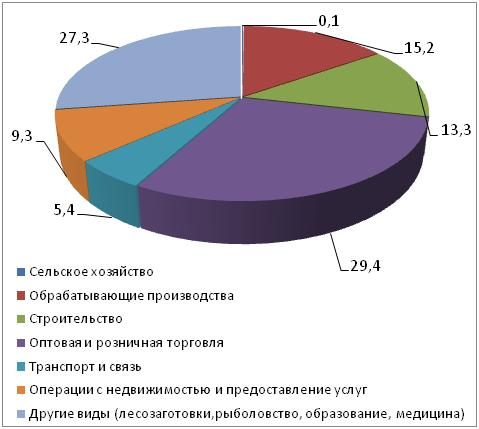 0,1
27,3
15,2
13,3
9,3
5,4
29,4
Сельское хозяйство
Обрабатывающие производства
Строительство
Оптовая и розничная торговля
Транспорт и связь
Операции с недвижимостью и предоставление услуг
Другие виды (лесозаготовки,рыболовство, образование, медицина)